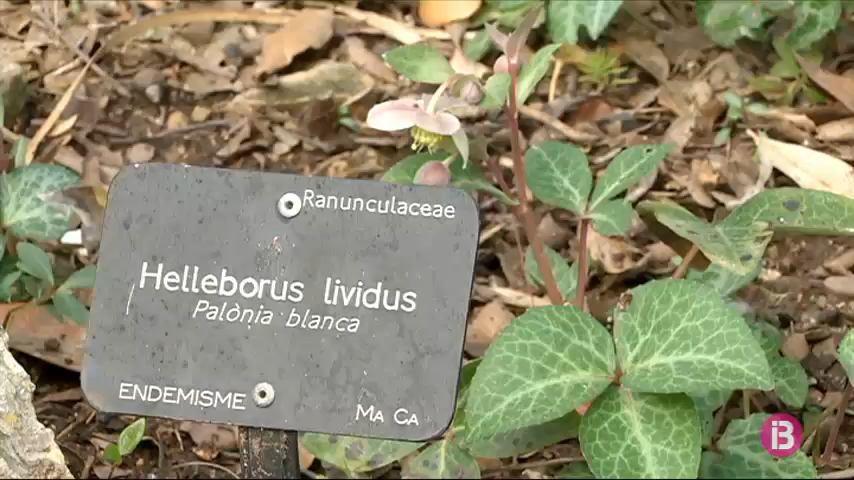 Ranunculaceae
Helleborus lividus
Palònia blanca
ENDEMISME
MA CA
IB